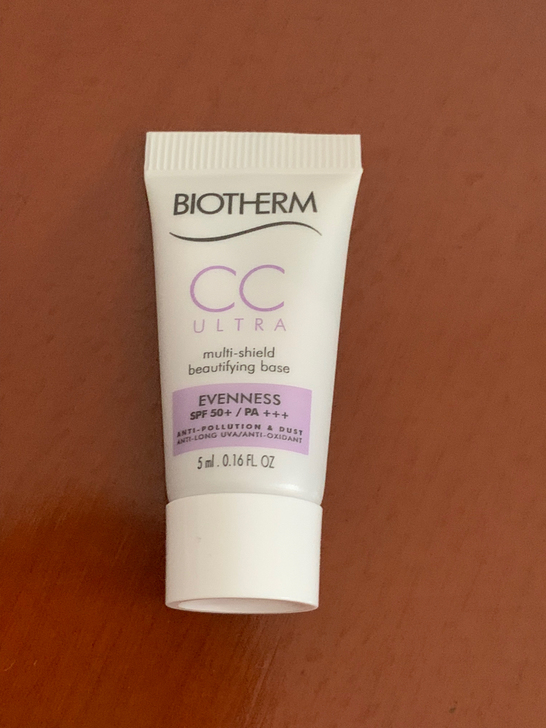 BIOTHERM
CC
ULTRA
multi-shield
beautifying base
EVENNESS
SPF 50+ / PA +++
ANTI-POLLUTION & DUST
ANTI-LONG UVA/ANTI-OXIDANT
5 ml . 0.16 FL OZ